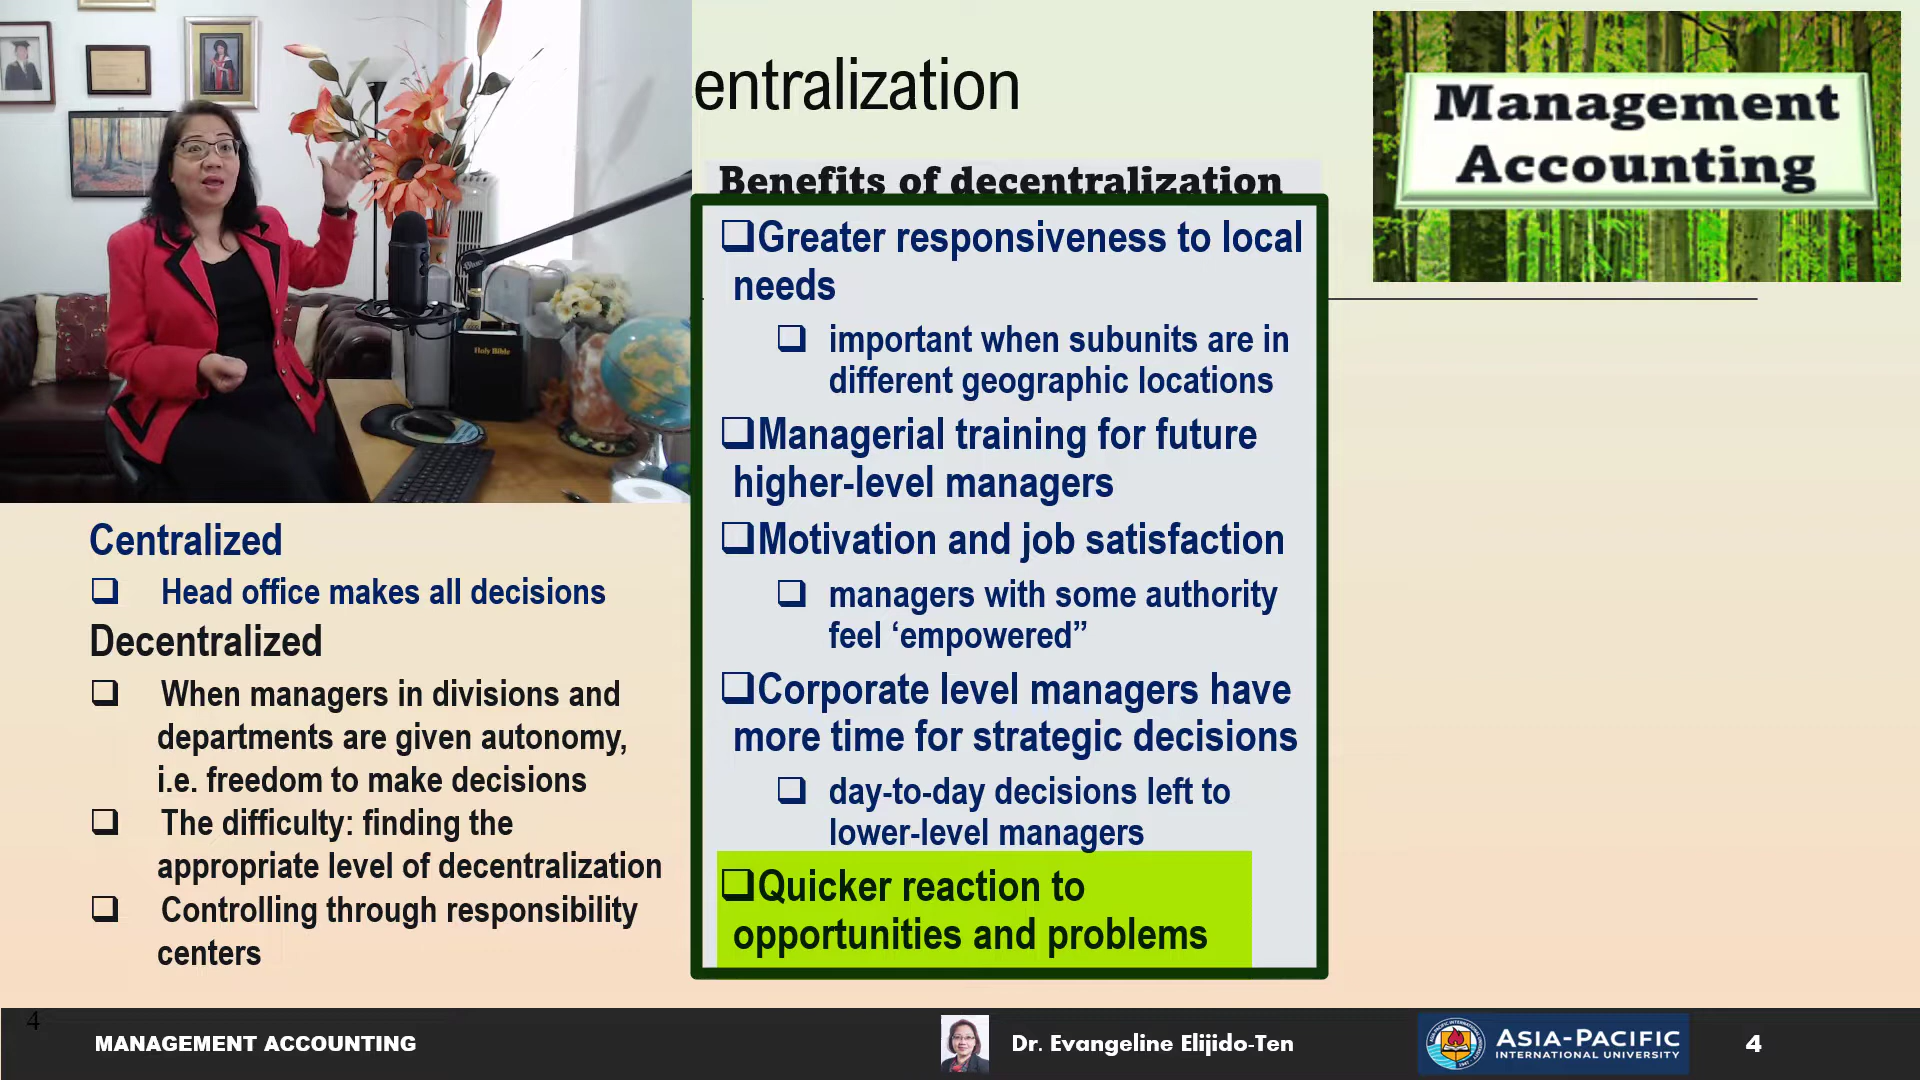 entralization
Management
Accounting
Benefits of decentralization
Greater responsiveness to local
needs
important when subunits are in
different geographic locations
Managerial training for future
higher-level managers
Motivation and job satisfaction
managers with some authority
feel ‘empowered”
Corporate level managers have
more time for strategic decisions
day-to-day decisions left to
lower-level managers
Quicker reaction to
opportunities and problems
Holy Bible
Centralized
Head office makes all decisions
Decentralized
When managers in divisions and
departments are given autonomy,
i.e. freedom to make decisions
The difficulty: finding the
appropriate level of decentralization
Controlling through responsibility
centers
4
MANAGEMENT ACCOUNTING
Dr. Evangeline Elijido-Ten
ASIA-PACIFIC
INTERNATIONAL UNIVERSITY
4